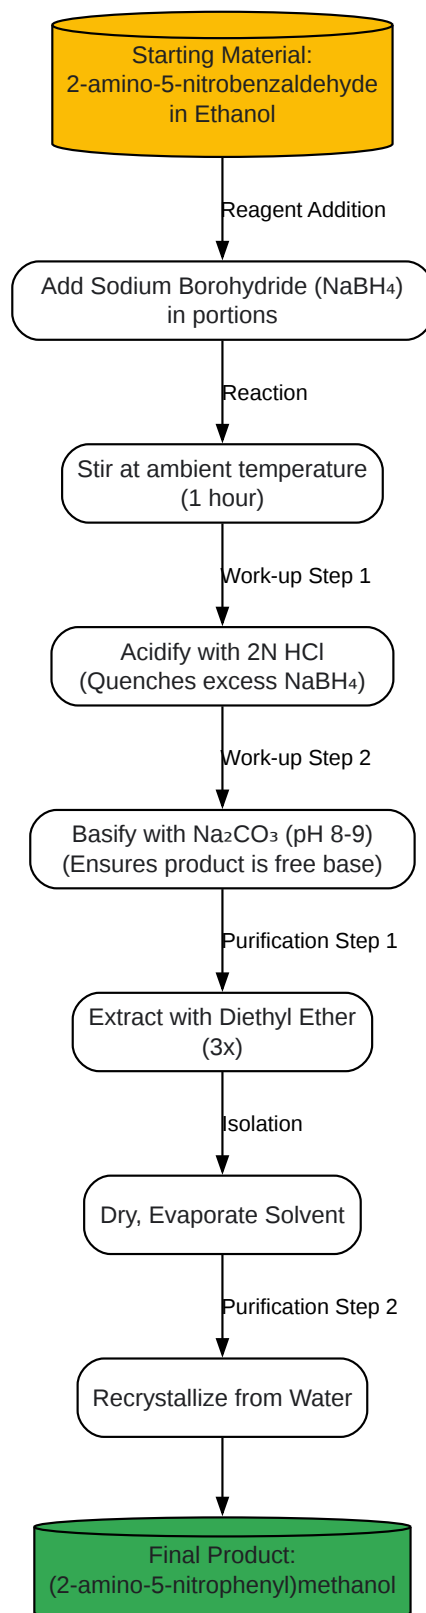 Starting Material:
2-amino-5-nitrobenzaldehyde
in Ethanol
Reagent Addition
Add Sodium Borohydride (NaBH₄)
in portions
Reaction
Stir at ambient temperature
(1 hour)
Work-up Step 1
Acidify with 2N HCl
(Quenches excess NaBH₄)
Work-up Step 2
Basify with Na₂CO₃ (pH 8-9)
(Ensures product is free base)
Purification Step 1
Extract with Diethyl Ether
(3x)
Isolation
Dry, Evaporate Solvent
Purification Step 2
Recrystallize from Water
Final Product:
(2-amino-5-nitrophenyl)methanol